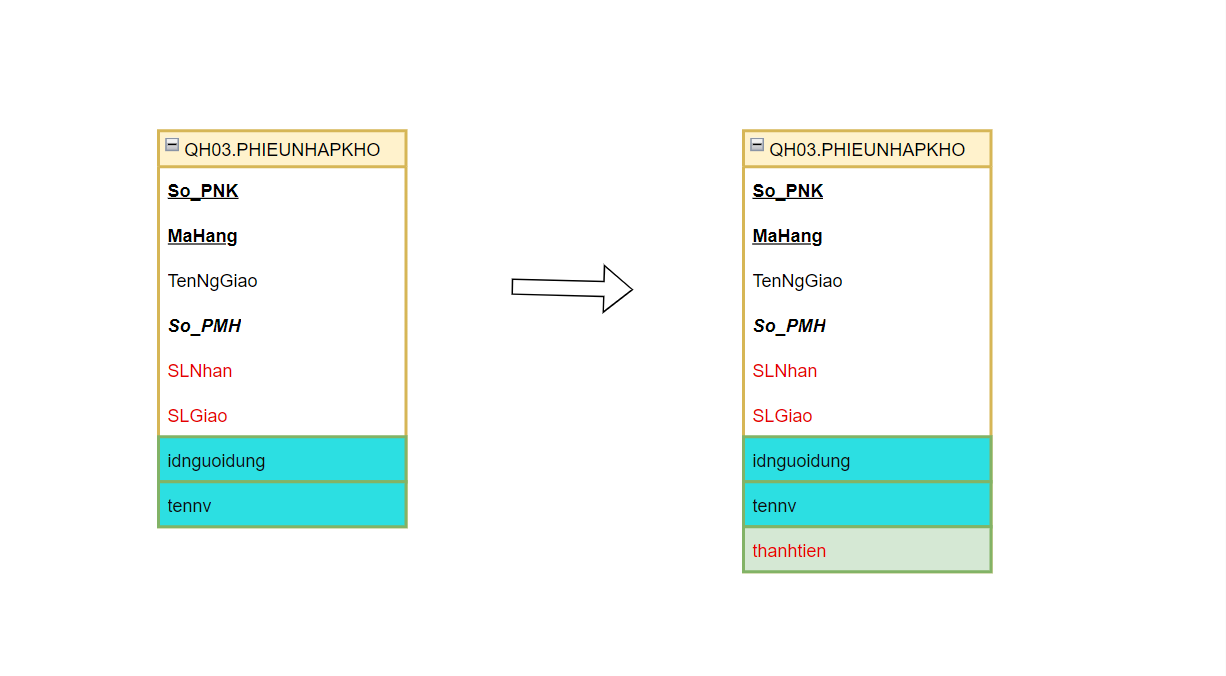 QH03.PHIEUNHAPKHO
So_PNK
MaHang
TenNgGiao
So_PMH
SLNhan
SLGiao
idnguoidung
tennv
QH03.PHIEUNHAPKHO
So_PNK
MaHang
TenNgGiao
So_PMH
SLNhan
SLGiao
idnguoidung
tennv
thanhtien